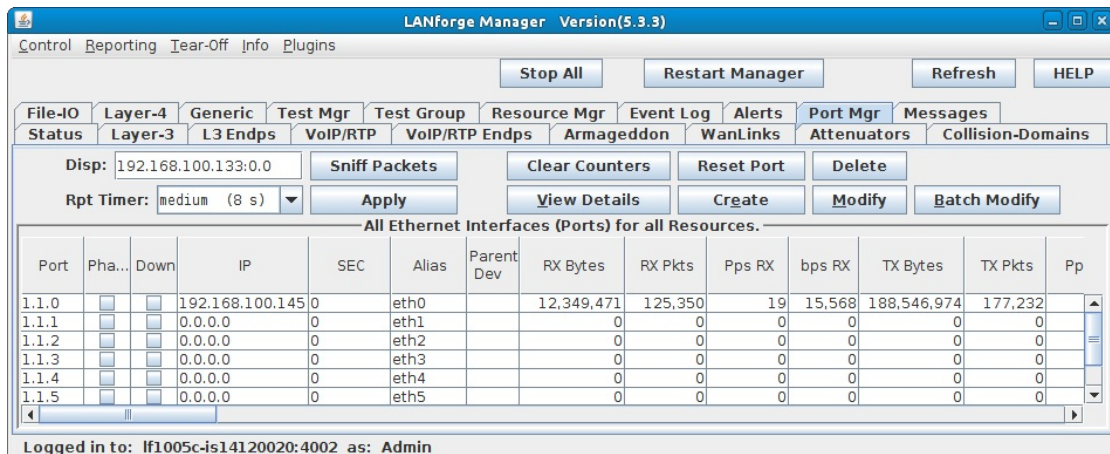 LANforge Manager Version(5.3.3)
Control Reporting Tear-Off Info Plugins
Stop All Restart Manager Refresh HELP
File-IO Layer-4 Generic Test Mgr Test Group Resource Mgr Event Log Alerts Port Mgr Messages
Status Layer-3 L3 Endps VoIP/RTP VoIP/RTP Endps Armageddon WanLinks Attenuators Collision-Domains
Disp: 192.168.100.133:0.0 Sniff Packets Clear Counters Reset Port Delete
Rpt Timer: medium (8 s) Apply View Details Create Modify Batch Modify
All Ethernet Interfaces (Ports) for all Resources.
Port Pha... Down IP SEC Alias Parent Dev RX Bytes RX Pkts Pps RX bps RX TX Bytes TX Pkts Pp
1.1.0 192.168.100.145 0 eth0 12,349,471 125,350 19 15,568 188,546,974 177,232
1.1.1 0.0.0.0 0 eth1 0 0 0 0 0 0
1.1.2 0.0.0.0 0 eth2 0 0 0 0 0 0
1.1.3 0.0.0.0 0 eth3 0 0 0 0 0 0
1.1.4 0.0.0.0 0 eth4 0 0 0 0 0 0
1.1.5 0.0.0.0 0 eth5 0 0 0 0 0 0
Logged in to: lf1005c-is14120020:4002 as: Admin